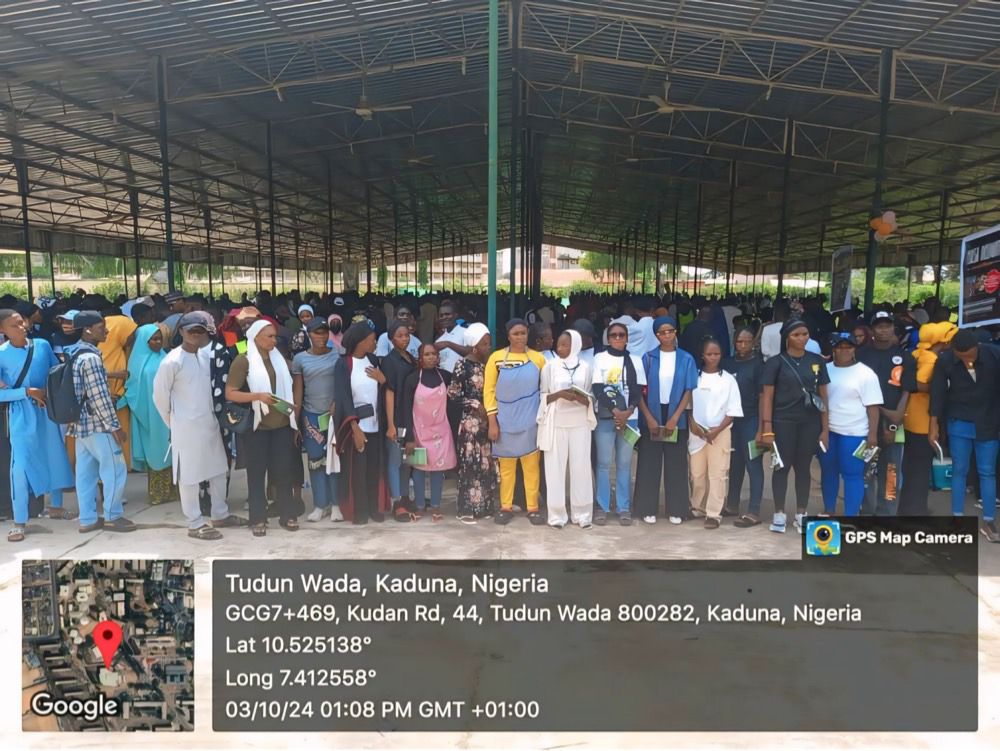 GPS Map Camera
Tudun Wada, Kaduna, Nigeria
GCG7+469, Kudan Rd, 44, Tudun Wada 800282, Kaduna, Nigeria
Lat 10.525138°
Long 7.412558°
03/10/24 01:08 PM GMT +01:00
Google